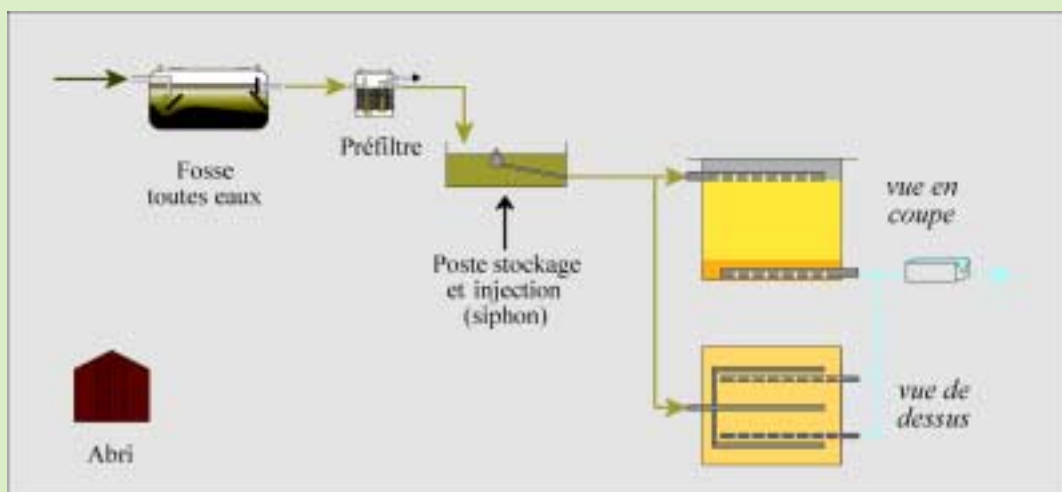 Fosse
toutes eaux
Préfiltre
Poste stockage
et injection
(siphon)
vue en
coupe
vue de
dessus
Abri